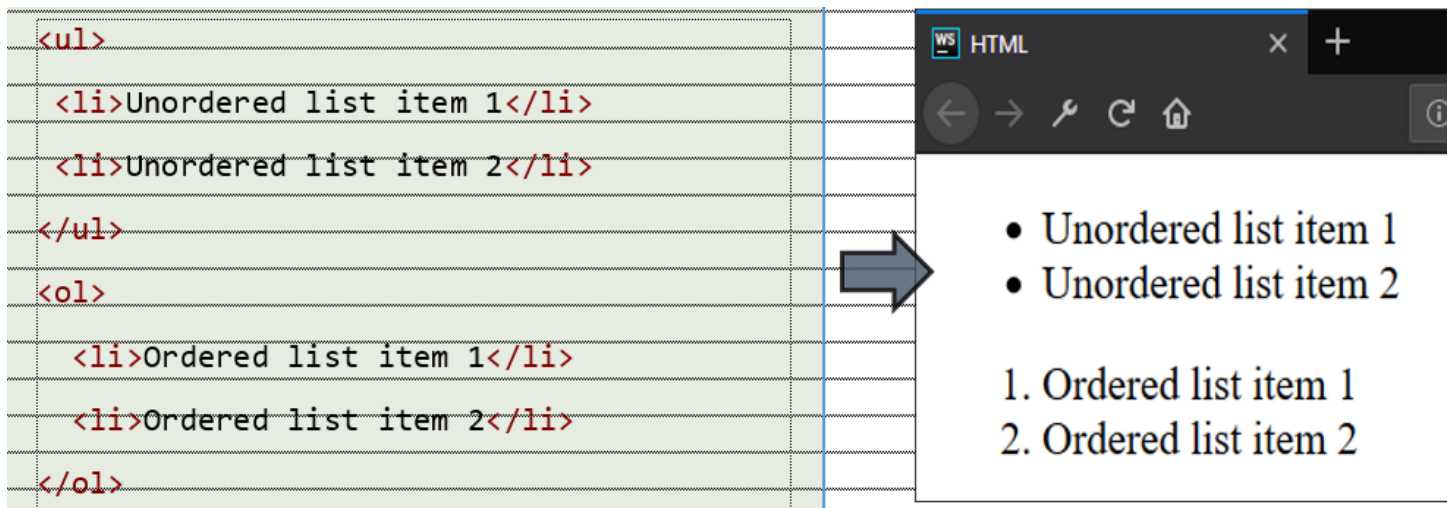 <ul>
<li>Unordered list item 1</li>
<li>Unordered list item 2</li>
</ul>
<ol>
<li>Ordered list item 1</li>
<li>Ordered list item 2</li>
</ol>
WS HTML
• Unordered list item 1
• Unordered list item 2
1. Ordered list item 1
2. Ordered list item 2